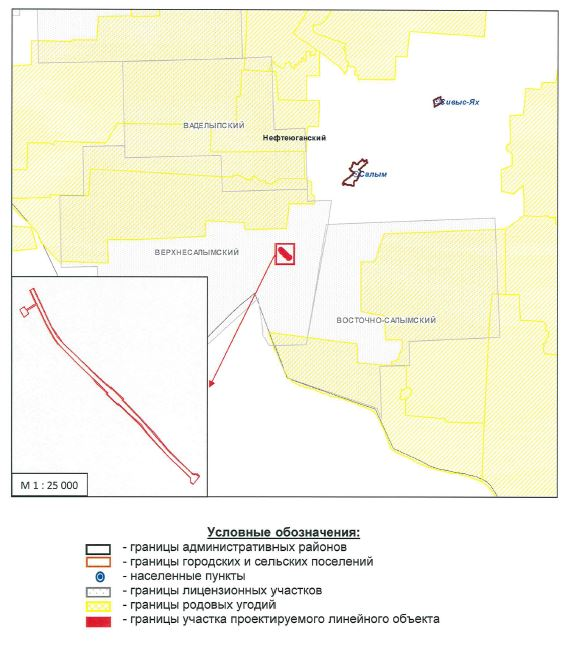 Сивыс-Ях
ВАДЕЛЫПСКИЙ
Нефтеюганский
Салым
ВЕРХНЕСАЛЫМСКИЙ
ВОСТОЧНО-САЛЫМСКИЙ
М 1 : 25 000
Условные обозначения:
- границы административных районов
- границы городских и сельских поселений
- населенные пункты
- границы лицензионных участков
- границы родовых угодий
- границы участка проектируемого линейного объекта